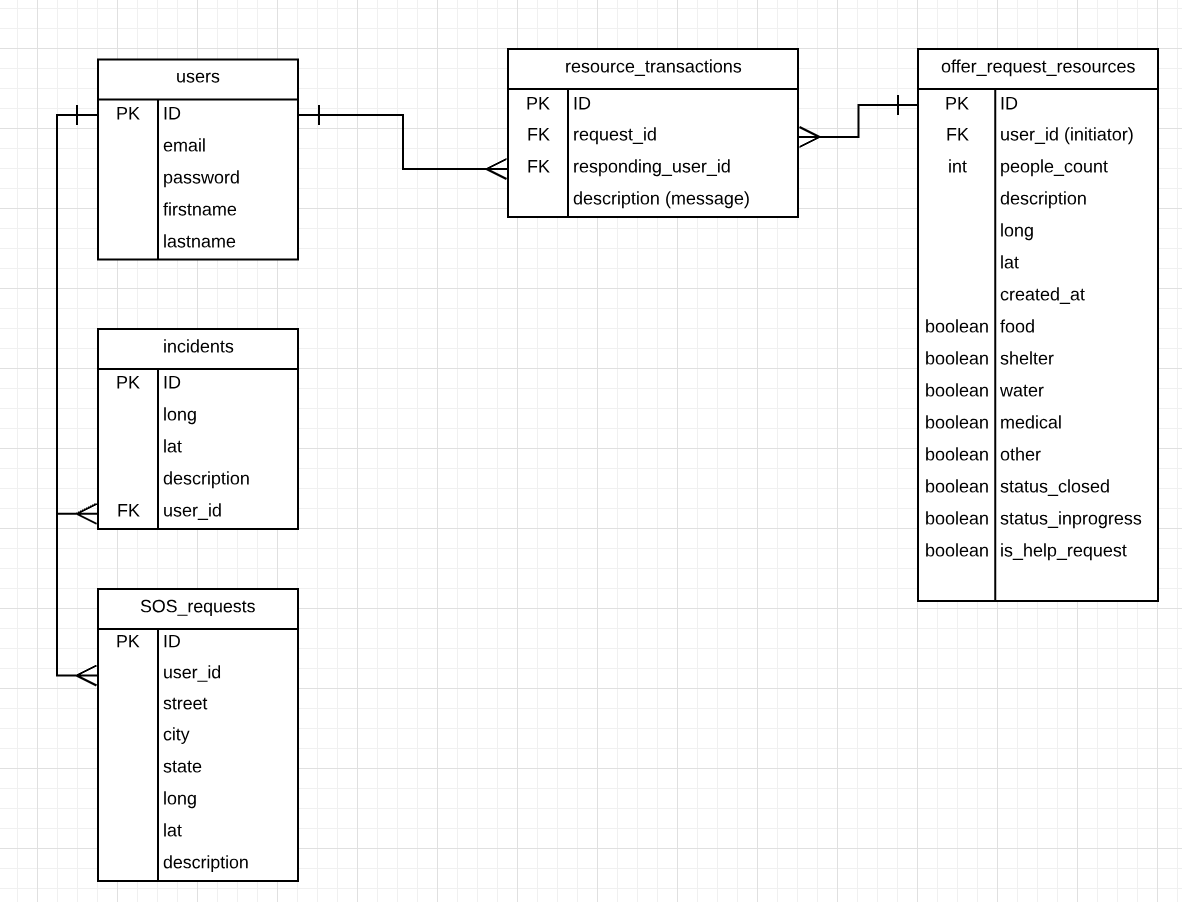 users
PK ID
email
password
firstname
lastname
resource_transactions
PK ID
FK request_id
FK responding_user_id
description (message)
offer_request_resources
PK ID
FK user_id (initiator)
int people_count
description
long
lat
created_at
boolean food
boolean shelter
boolean water
boolean medical
boolean other
boolean status_closed
boolean status_inprogress
boolean is_help_request
incidents
PK ID
long
lat
description
FK user_id
SOS_requests
PK ID
user_id
street
city
state
long
lat
description